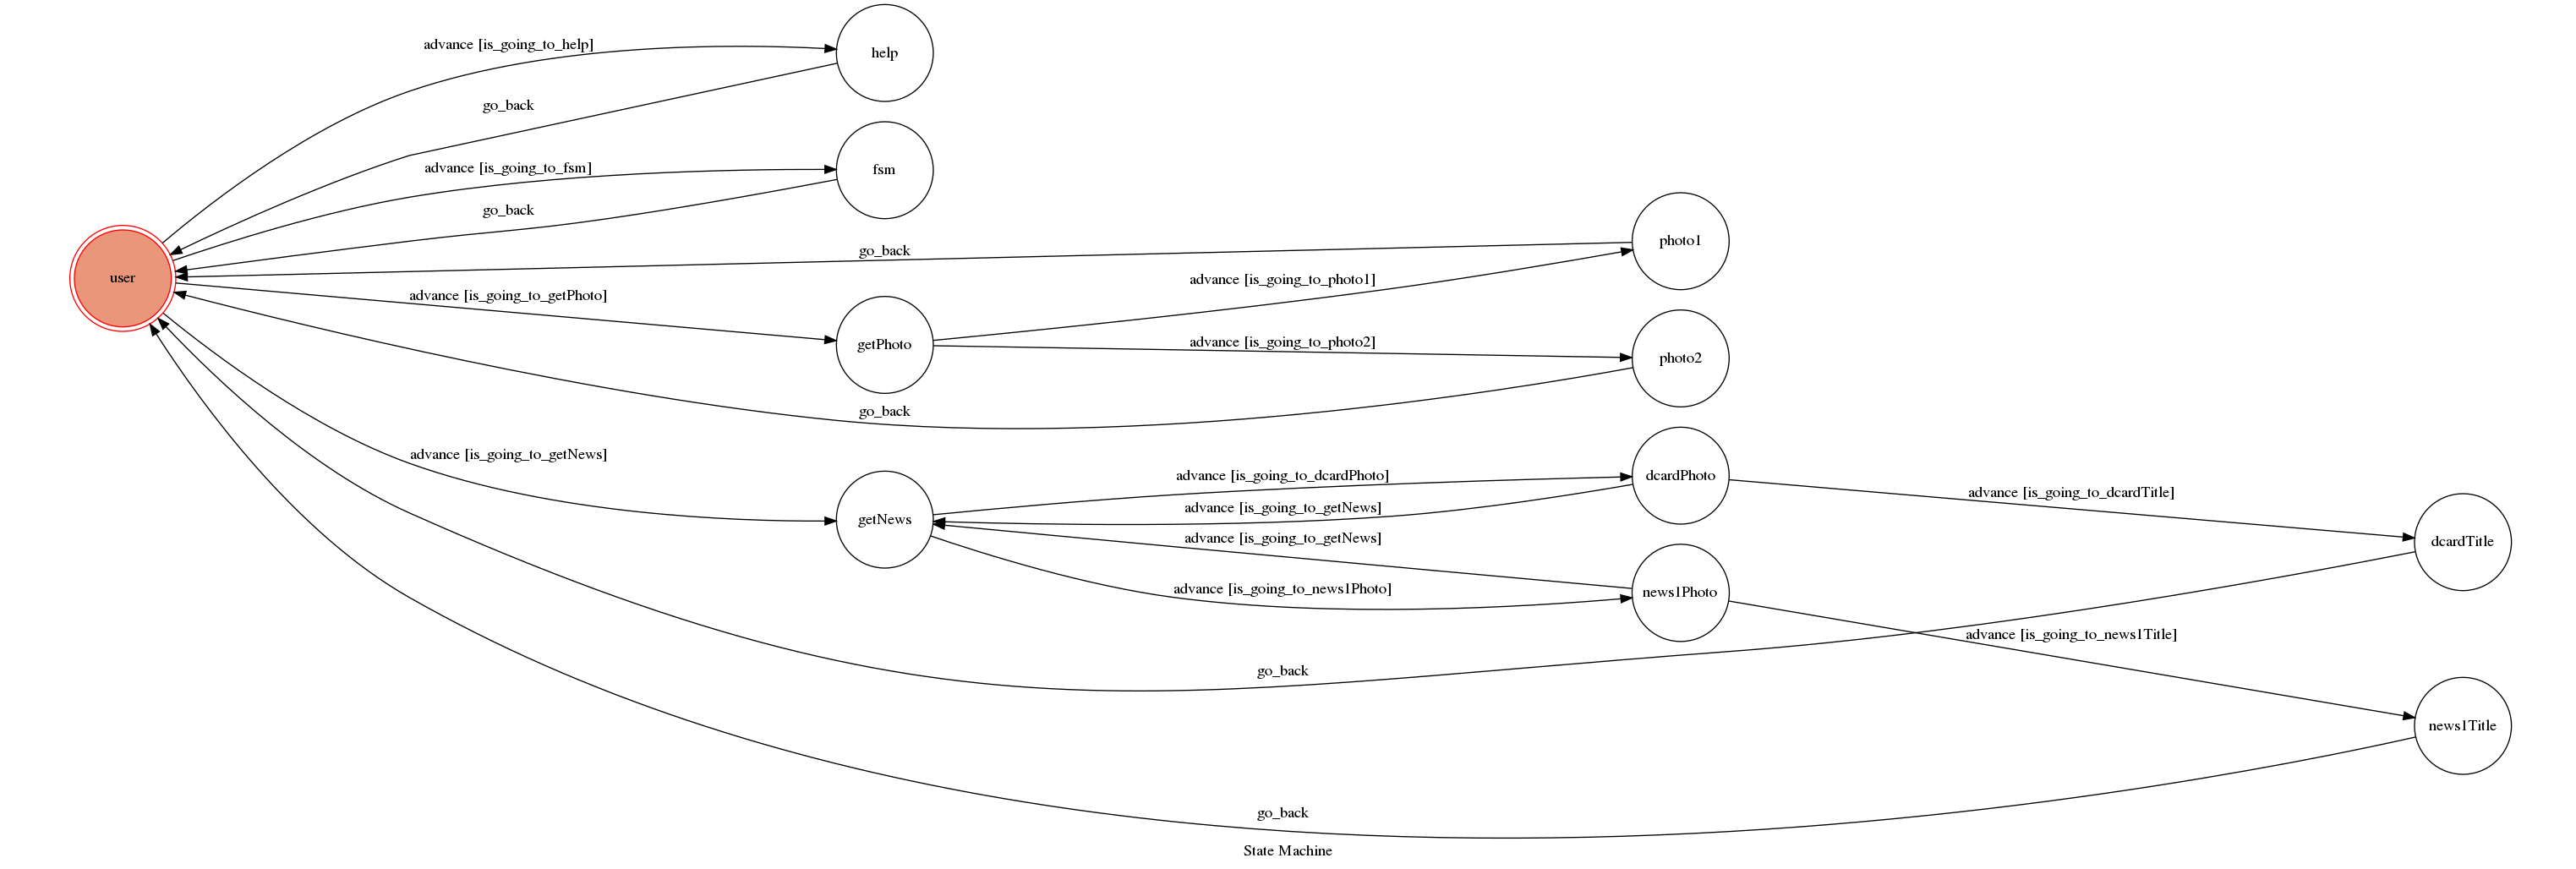 advance [is_going_to_help]
help
go_back
advance [is_going_to_fsm]
fsm
go_back
user
go_back
photo1
advance [is_going_to_photo1]
advance [is_going_to_getPhoto]
getPhoto
advance [is_going_to_photo2]
photo2
go_back
advance [is_going_to_getNews]
getNews
advance [is_going_to_dcardPhoto]
dcardPhoto
advance [is_going_to_getNews]
advance [is_going_to_dcardTitle]
dcardTitle
advance [is_going_to_getNews]
advance [is_going_to_news1Photo]
news1Photo
advance [is_going_to_news1Title]
go_back
news1Title
go_back
State Machine